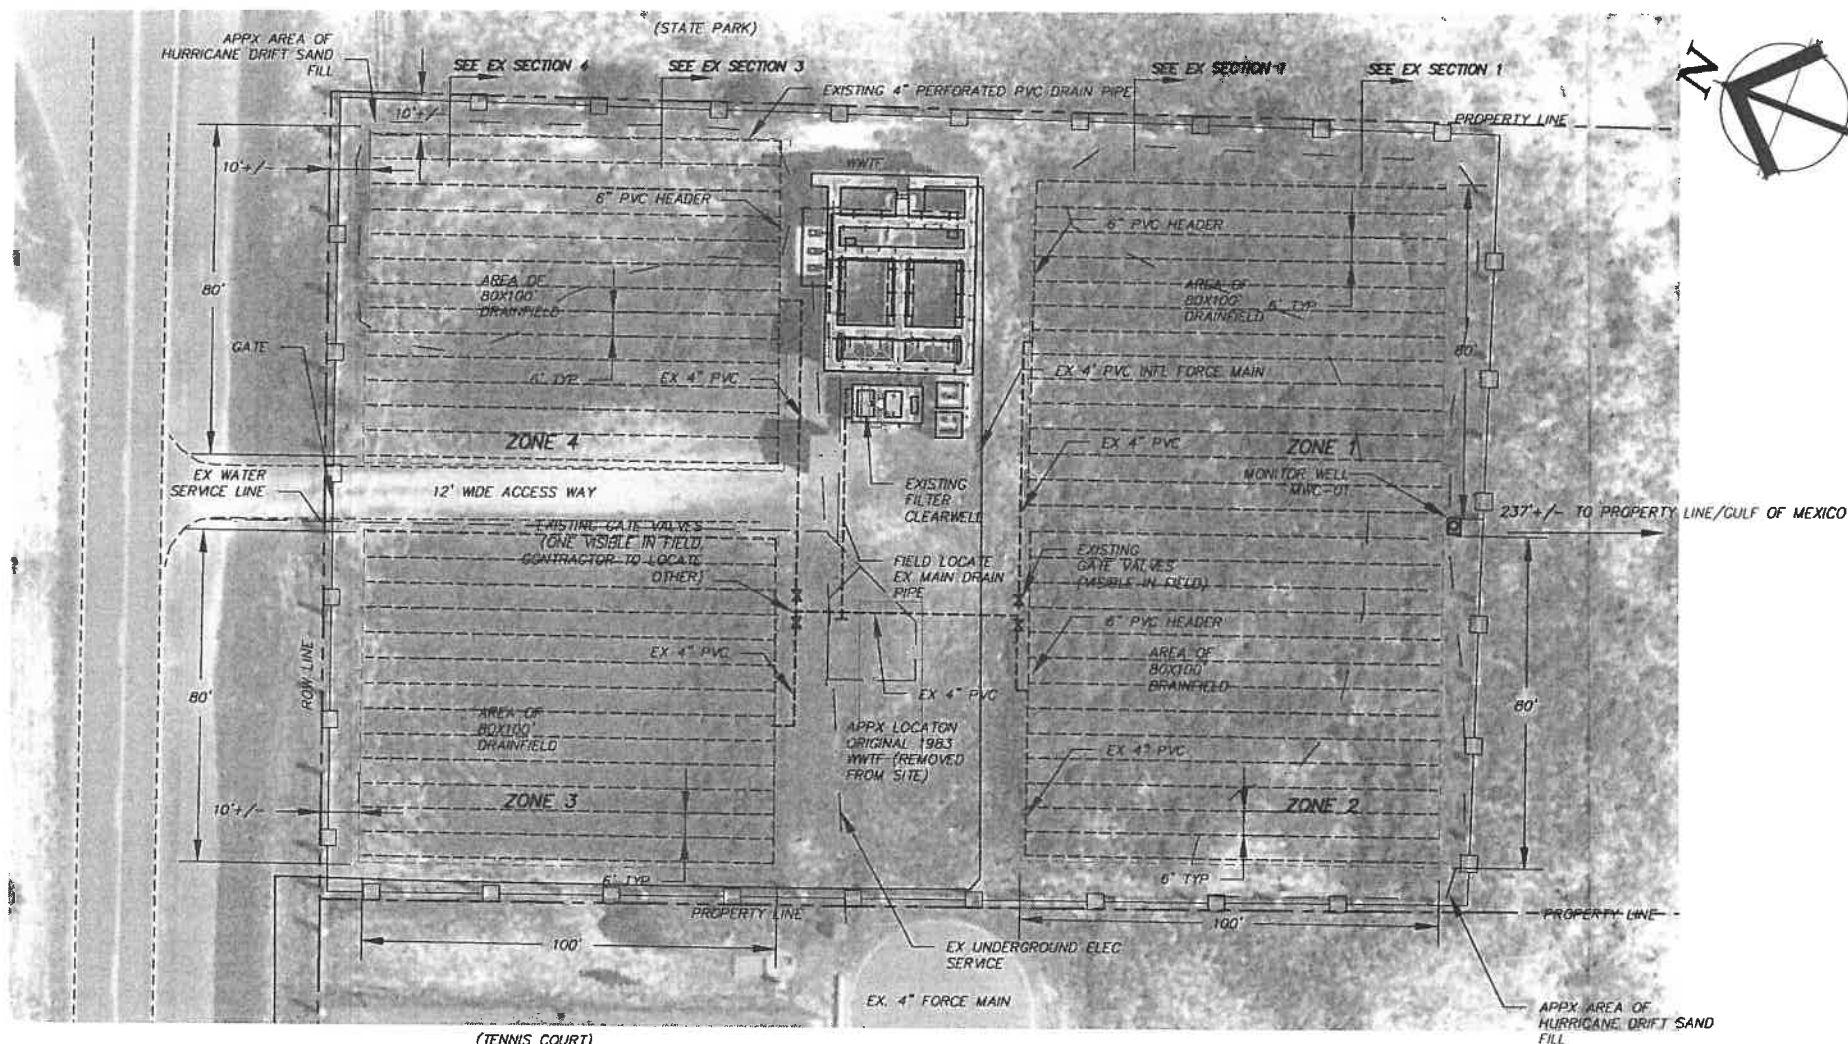 (STATE PARK)
APPX AREA OF
HURRICANE DRIFT SAND
FILL
SEE EX SECTION 4
SEE EX SECTION 3
SEE EX SECTION
SEE EX SECTION 1
N
EXISTING 4" PERFORATED PVC DRAIN PIPE
PROPERTY LINE
10'+/-
10'+/-
WWTF
6" PVC HEADER
6" PVC HEADER
80'
AREA OF
80X100'
DRAINFIELD
AREA OF
80X100'
DRAINFIELD
6' TYP
80'
GATE
6' TYP
EX 4" PVC
EX 4" PVC INFL FORCE MAIN
ZONE 4
EX 4" PVC
ZONE 1
EX WATER
SERVICE LINE
12' WIDE ACCESS WAY
EXISTING
FILTER
CLEARWELL
MONITOR WELL
MWC-01
237'+/- TO PROPERTY LINE/GULF OF MEXICO
EXISTING GATE VALVES
(ONE VISIBLE IN FIELD,
CONTRACTOR TO LOCATE
OTHER)
FIELD LOCATE
EX MAIN DRAIN
PIPE
EXISTING
GATE VALVES
(VISIBLE IN FIELD)
ROW LINE
6" PVC HEADER
EX 4" PVC
AREA OF
80X100'
DRAINFIELD
80'
EX 4" PVC
80'
AREA OF
80X100'
DRAINFIELD
APPX LOCATON
ORIGINAL 1983
WWTF (REMOVED
FROM SITE)
EX 4" PVC
10'+/-
ZONE 3
ZONE 2
6' TYP
6' TYP
PROPERTY LINE
PROPERTY LINE
100'
100'
EX UNDERGROUND ELEC
SERVICE
EX. 4" FORCE MAIN
APPX AREA OF
HURRICANE DRIFT SAND
FILL
(TENNIS COURT)